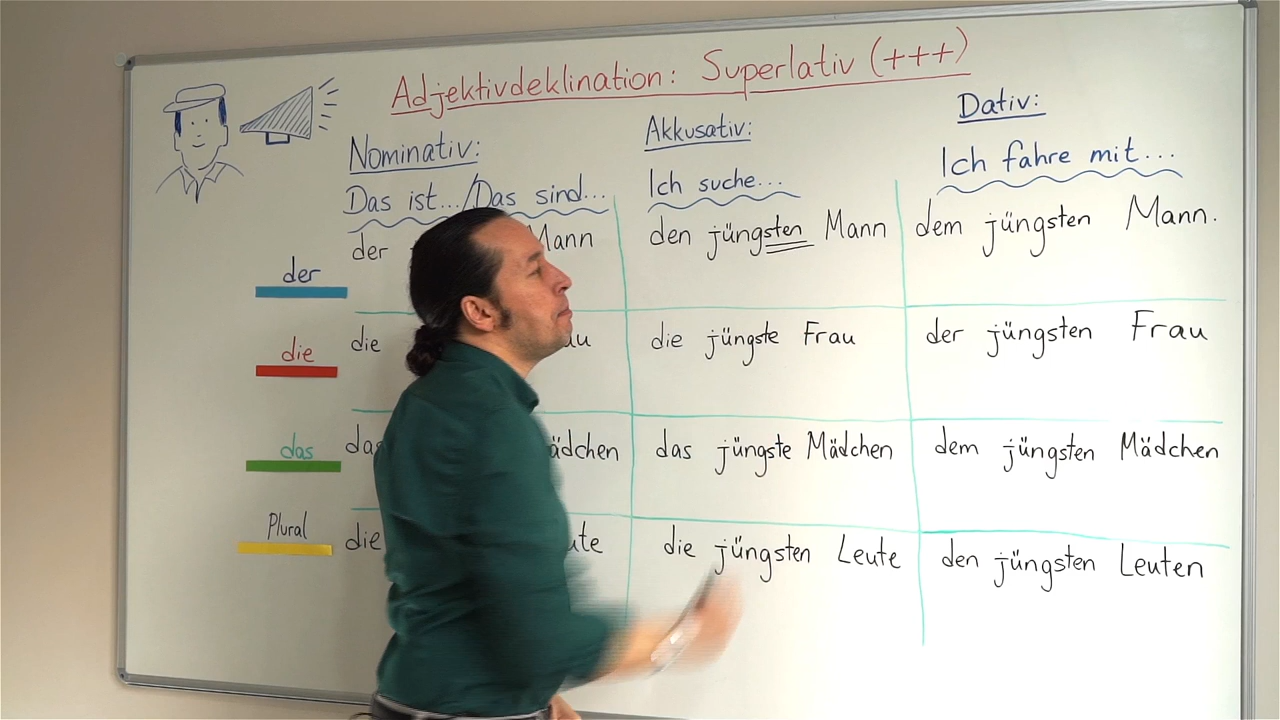 Adjektivdeklination: Superlativ (+++)
Nominativ: Akkusativ: Dativ:
Das ist.../Das sind... Ich suche... Ich fahre mit...
der der Mann den jüngsten Mann dem jüngsten Mann.
die die die jüngste Frau der jüngsten Frau
das das das jüngste Mädchen dem jüngsten Mädchen
Plural die die jüngsten Leute den jüngsten Leuten